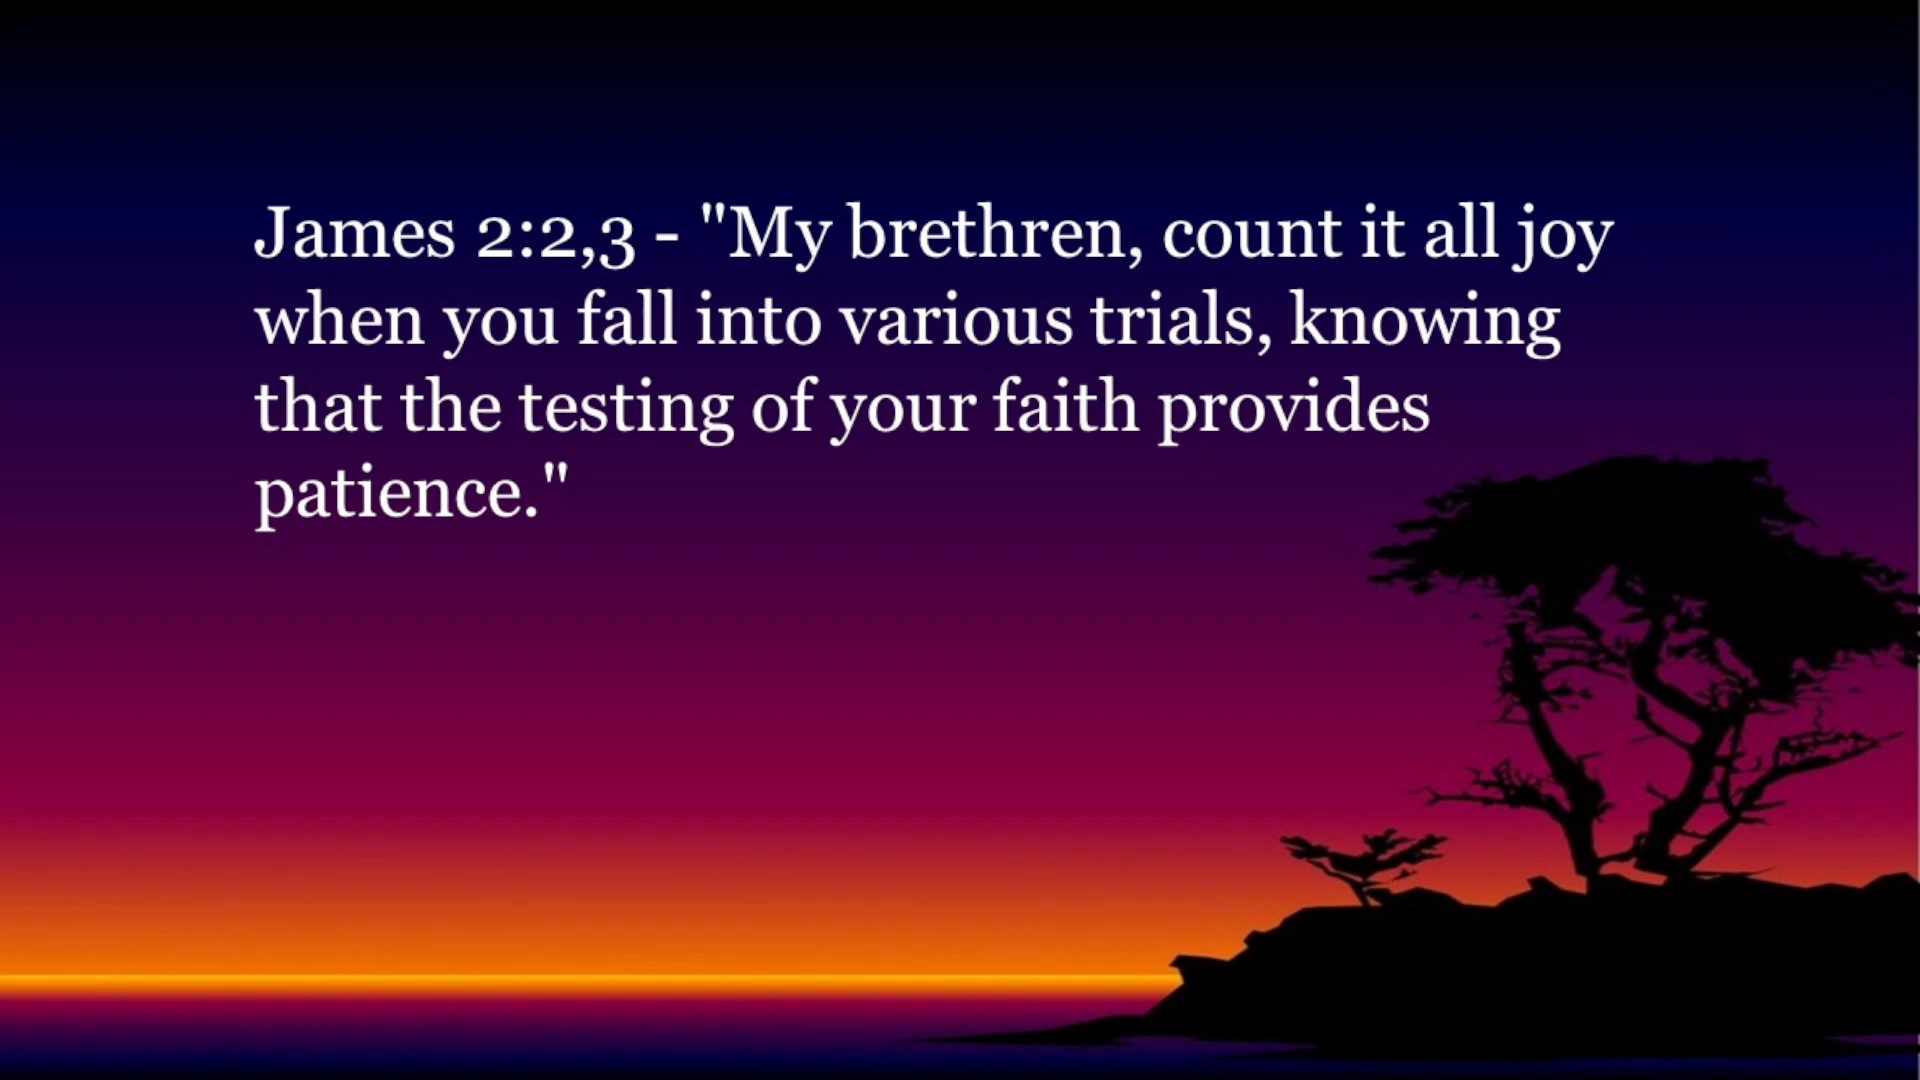 James 2:2,3 - "My brethren, count it all joy
when you fall into various trials, knowing
that the testing of your faith provides
patience."